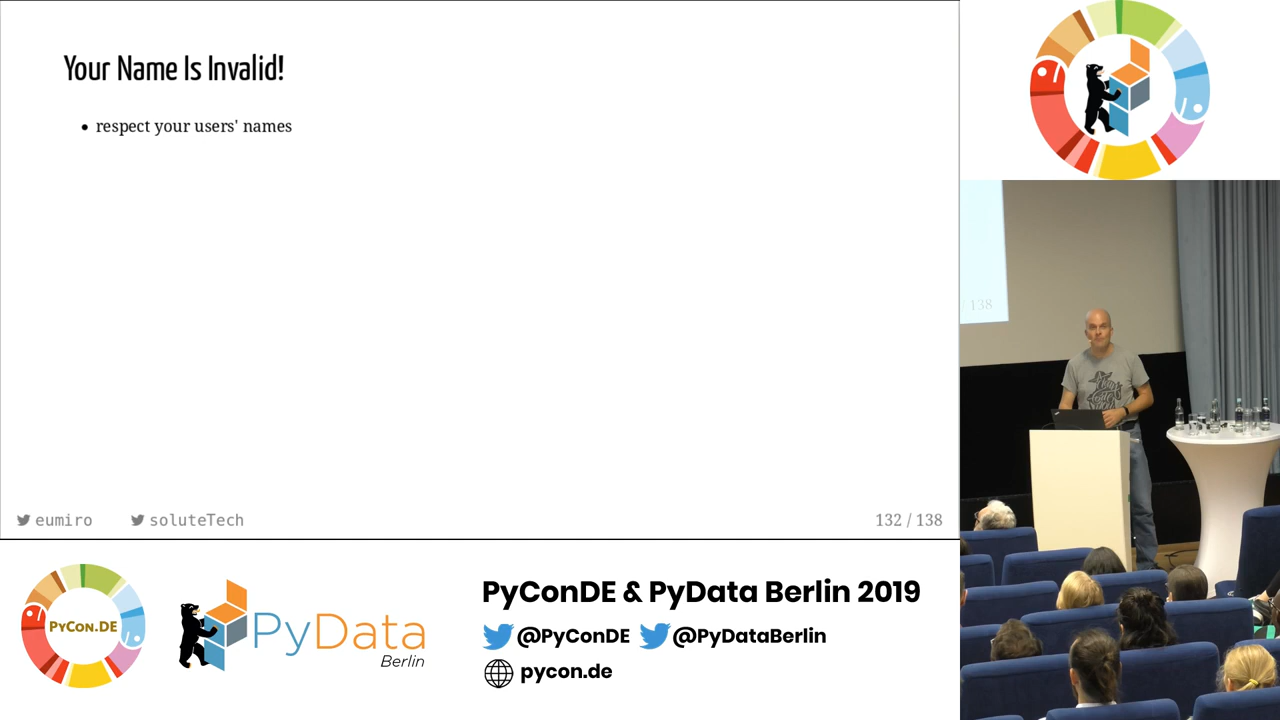 Your Name Is Invalid!
• respect your users' names
eumiro soluteTech 132 / 138
/ 138
PyCon.DE
PyData
Berlin
PyConDE & PyData Berlin 2019
@PyConDE @PyDataBerlin
pycon.de